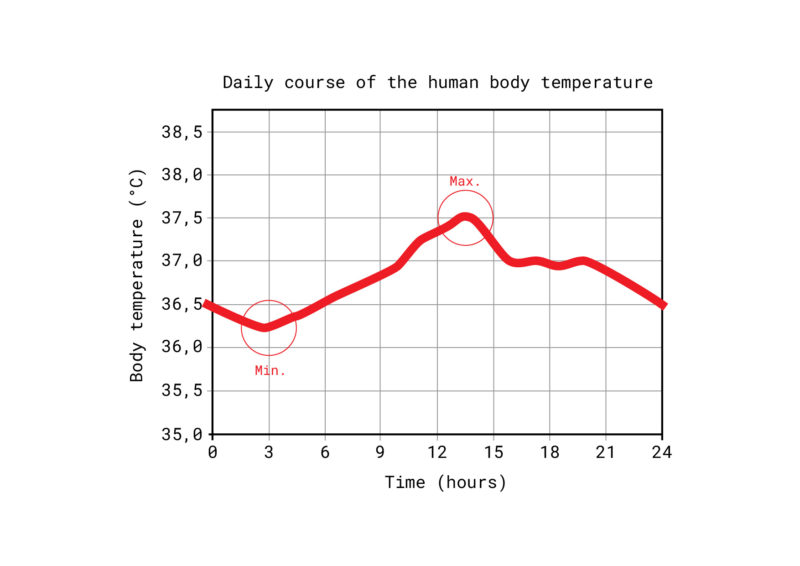 Daily course of the human body temperature
Body temperature (°C)
38,5
38,0
37,5
37,0
36,5
36,0
35,5
35,0
Max.
Min.
0 3 6 9 12 15 18 21 24
Time (hours)